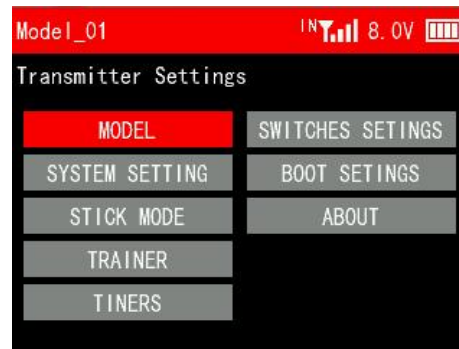 Model_01 IN 8.0V
Transmitter Settings
MODEL
SWITCHES SETINGS
SYSTEM SETTING
BOOT SETINGS
STICK MODE
ABOUT
TRAINER
TINERS